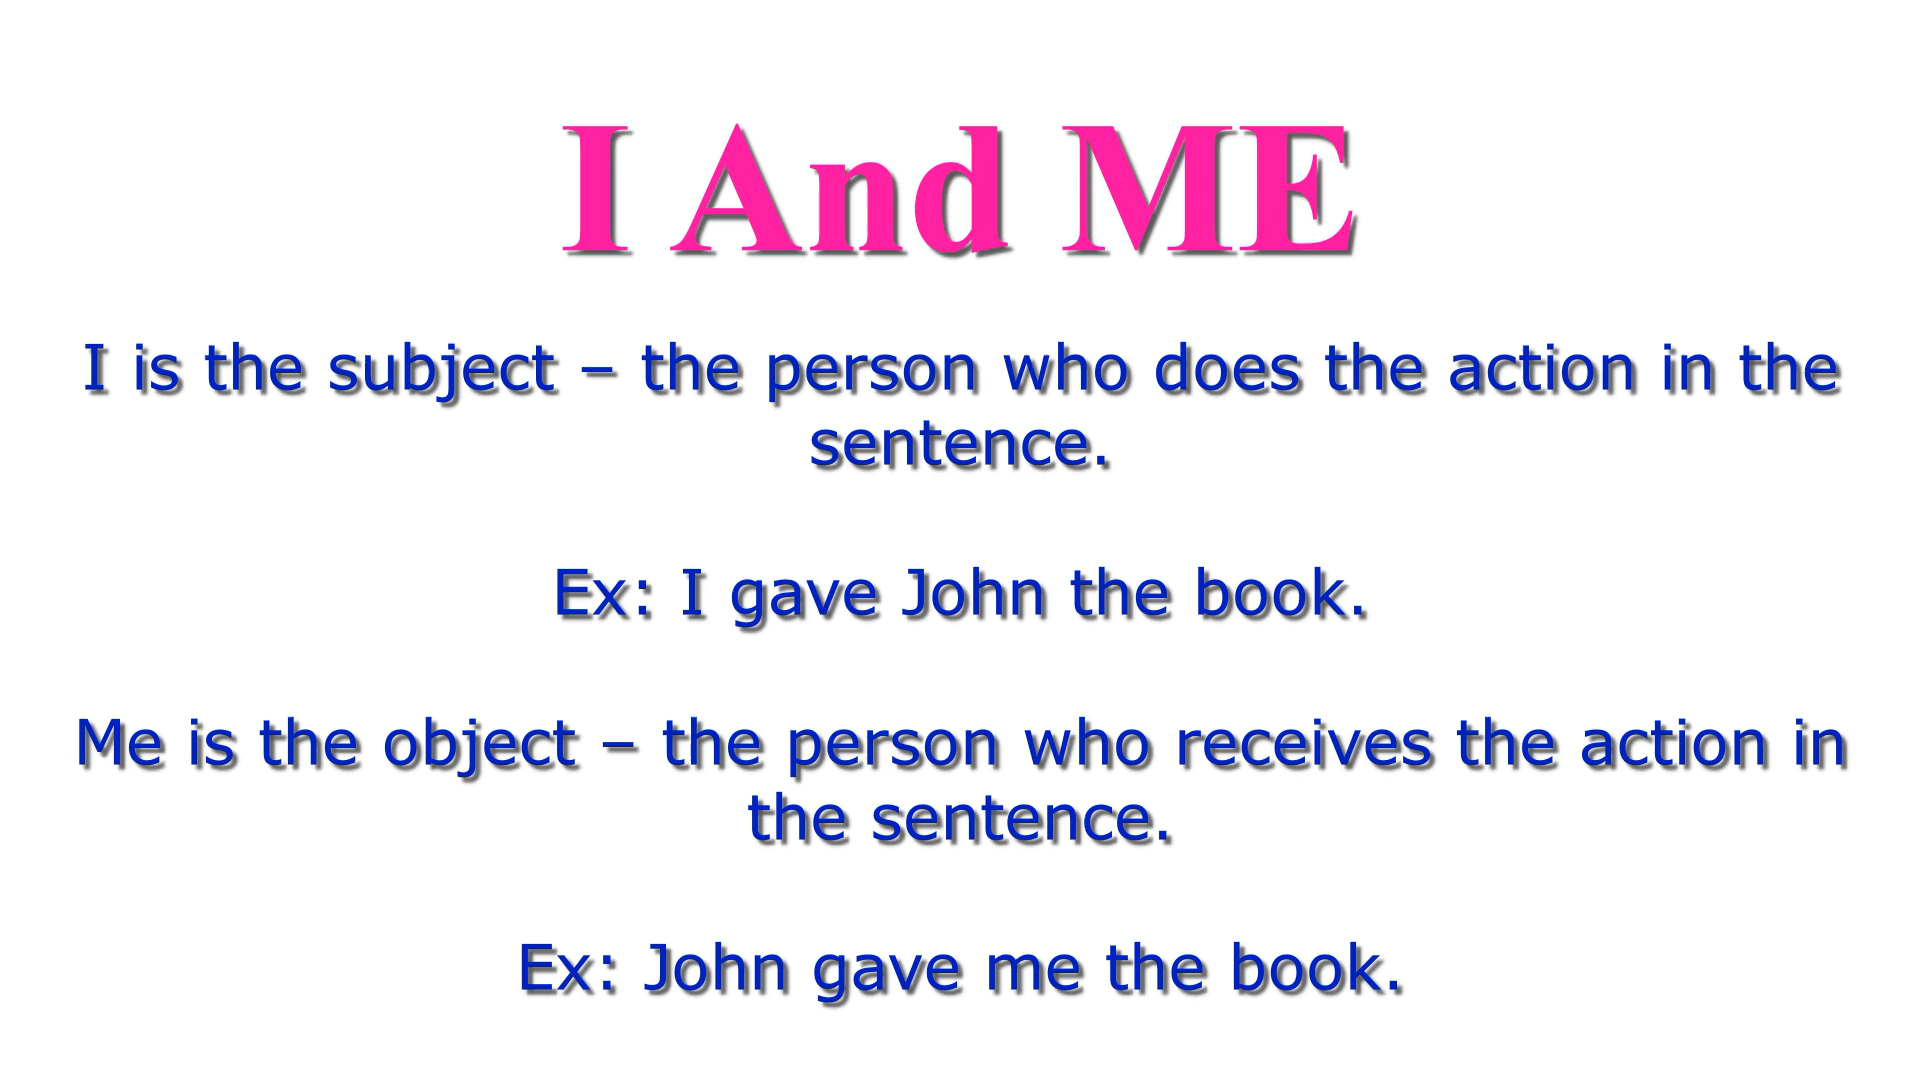 I And ME
I is the subject – the person who does the action in the
sentence.
Ex: I gave John the book.
Me is the object – the person who receives the action in
the sentence.
Ex: John gave me the book.